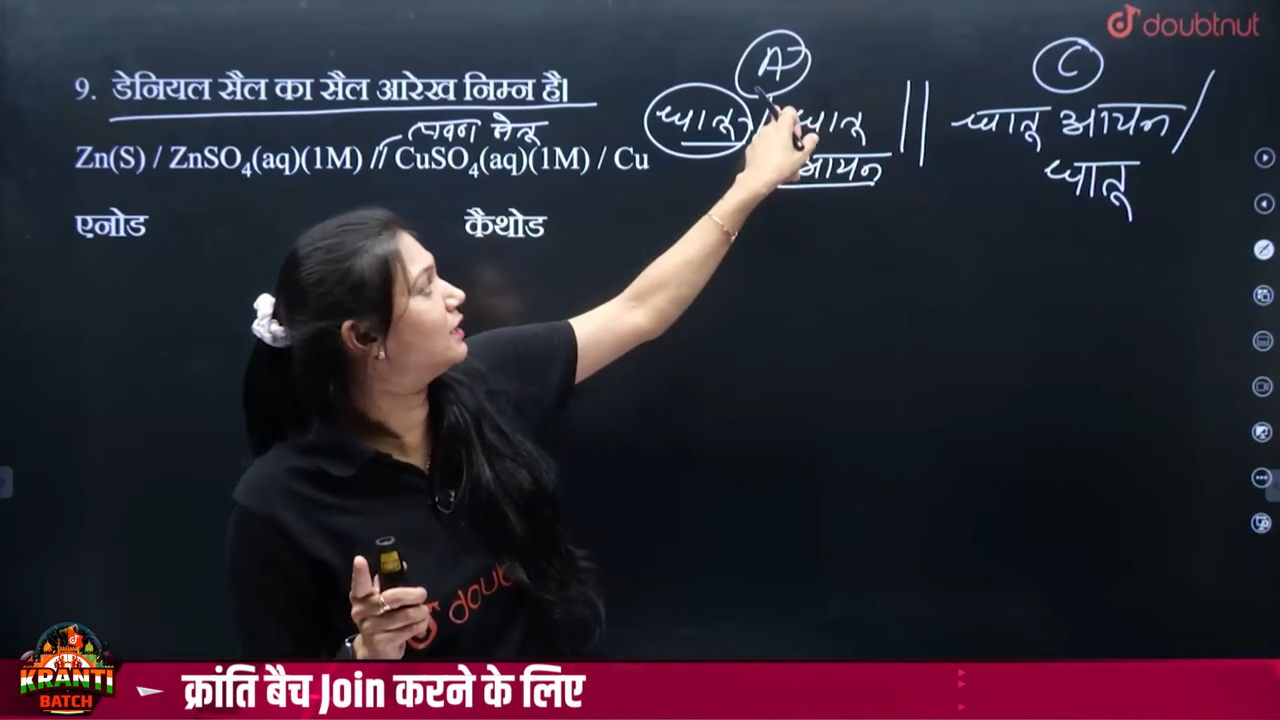 doubtnut
9. डेनियल सैल का सैल आरेख निम्न है।
लवण सेतू
Zn(S) / ZnSO₄(aq)(1M) // CuSO₄(aq)(1M) / Cu
एनोड कैथोड
A C
धातू / धातू || धातू आयन /
आयन धातू
doub
KRANTI
BATCH
क्रांति बैच Join करने के लिए